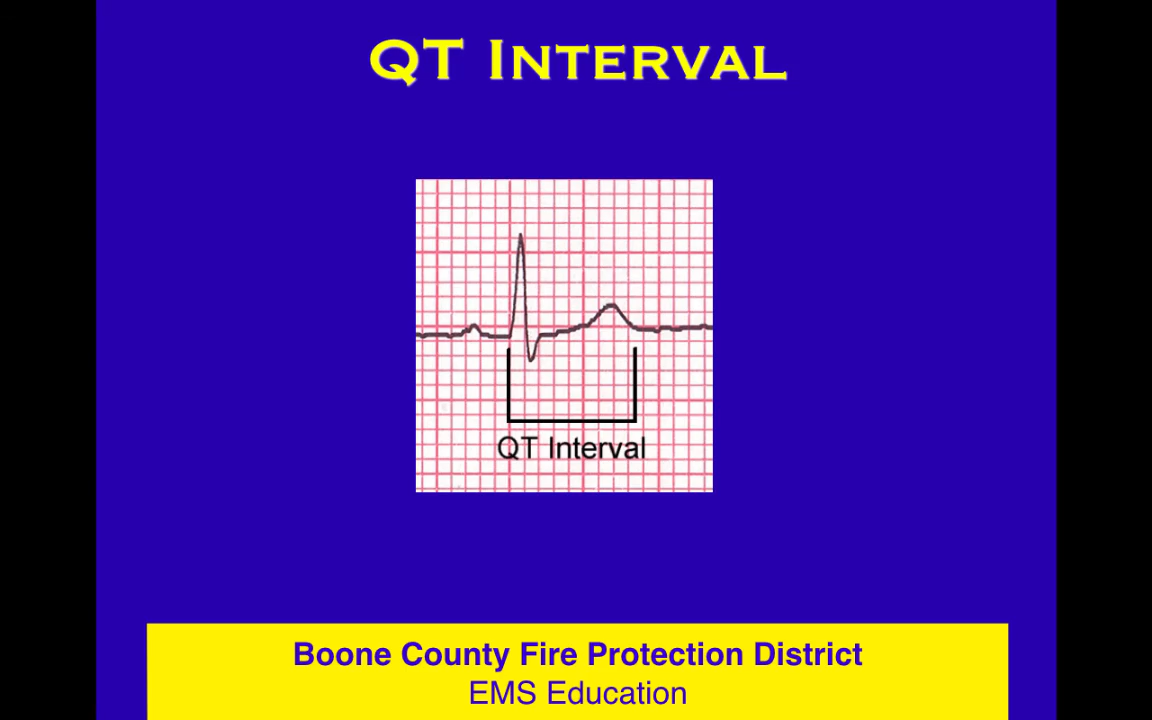 QT INTERVAL
QT Interval
Boone County Fire Protection District
EMS Education